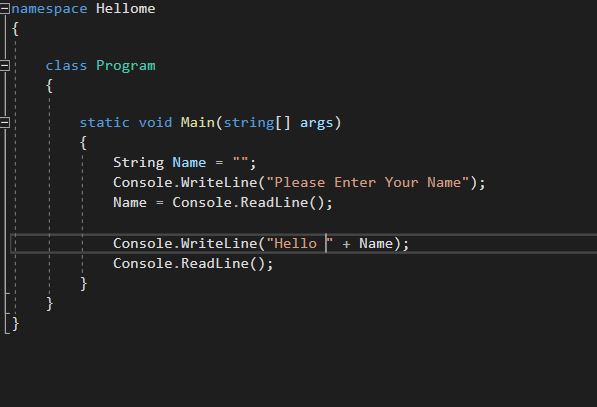 namespace Hellome
{
class Program
{
static void Main(string[] args)
{
String Name = "";
Console.WriteLine("Please Enter Your Name");
Name = Console.ReadLine();
Console.WriteLine("Hello " + Name);
Console.ReadLine();
}
}
}